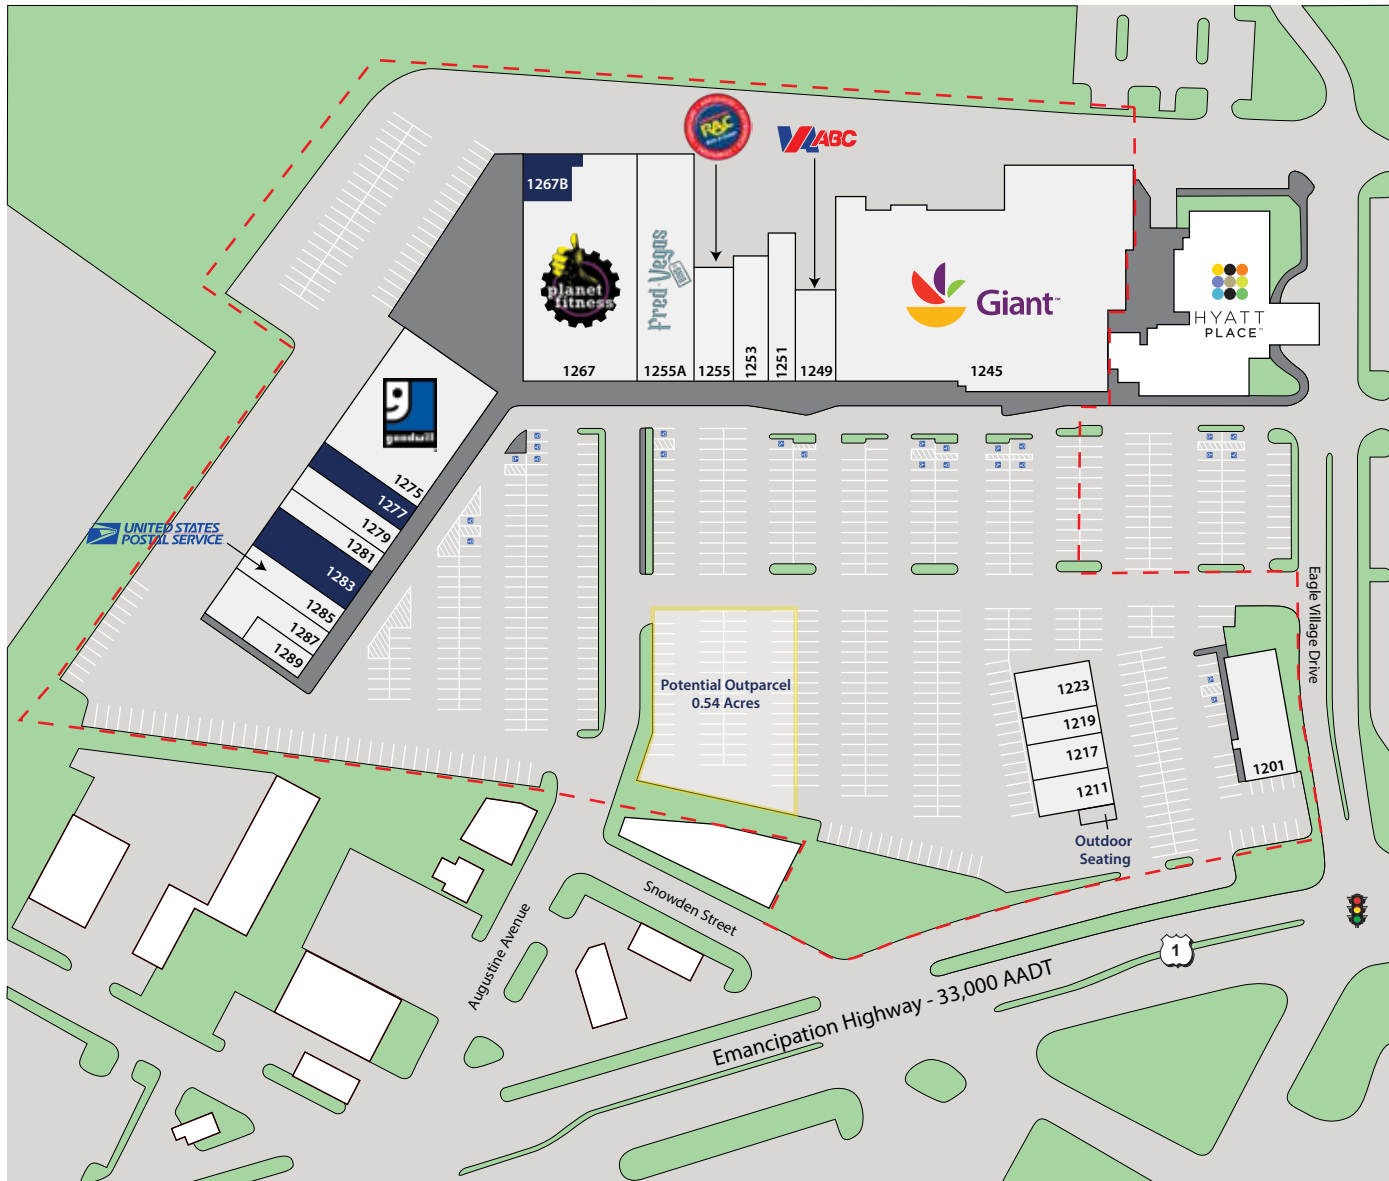 RAC
VA ABC
1267B
planet
fitness
Fred Vegas
Giant
HYATT
PLACE
1267
1255A
1255
1253
1251
1249
1245
goodwill
1275
1277
1279
1281
1283
1285
1287
1289
UNITED STATES
POSTAL SERVICE
Eagle Village Drive
Potential Outparcel
0.54 Acres
1223
1219
1217
1211
1201
Outdoor
Seating
Snowden Street
Augustine Avenue
1
Emancipation Highway - 33,000 AADT